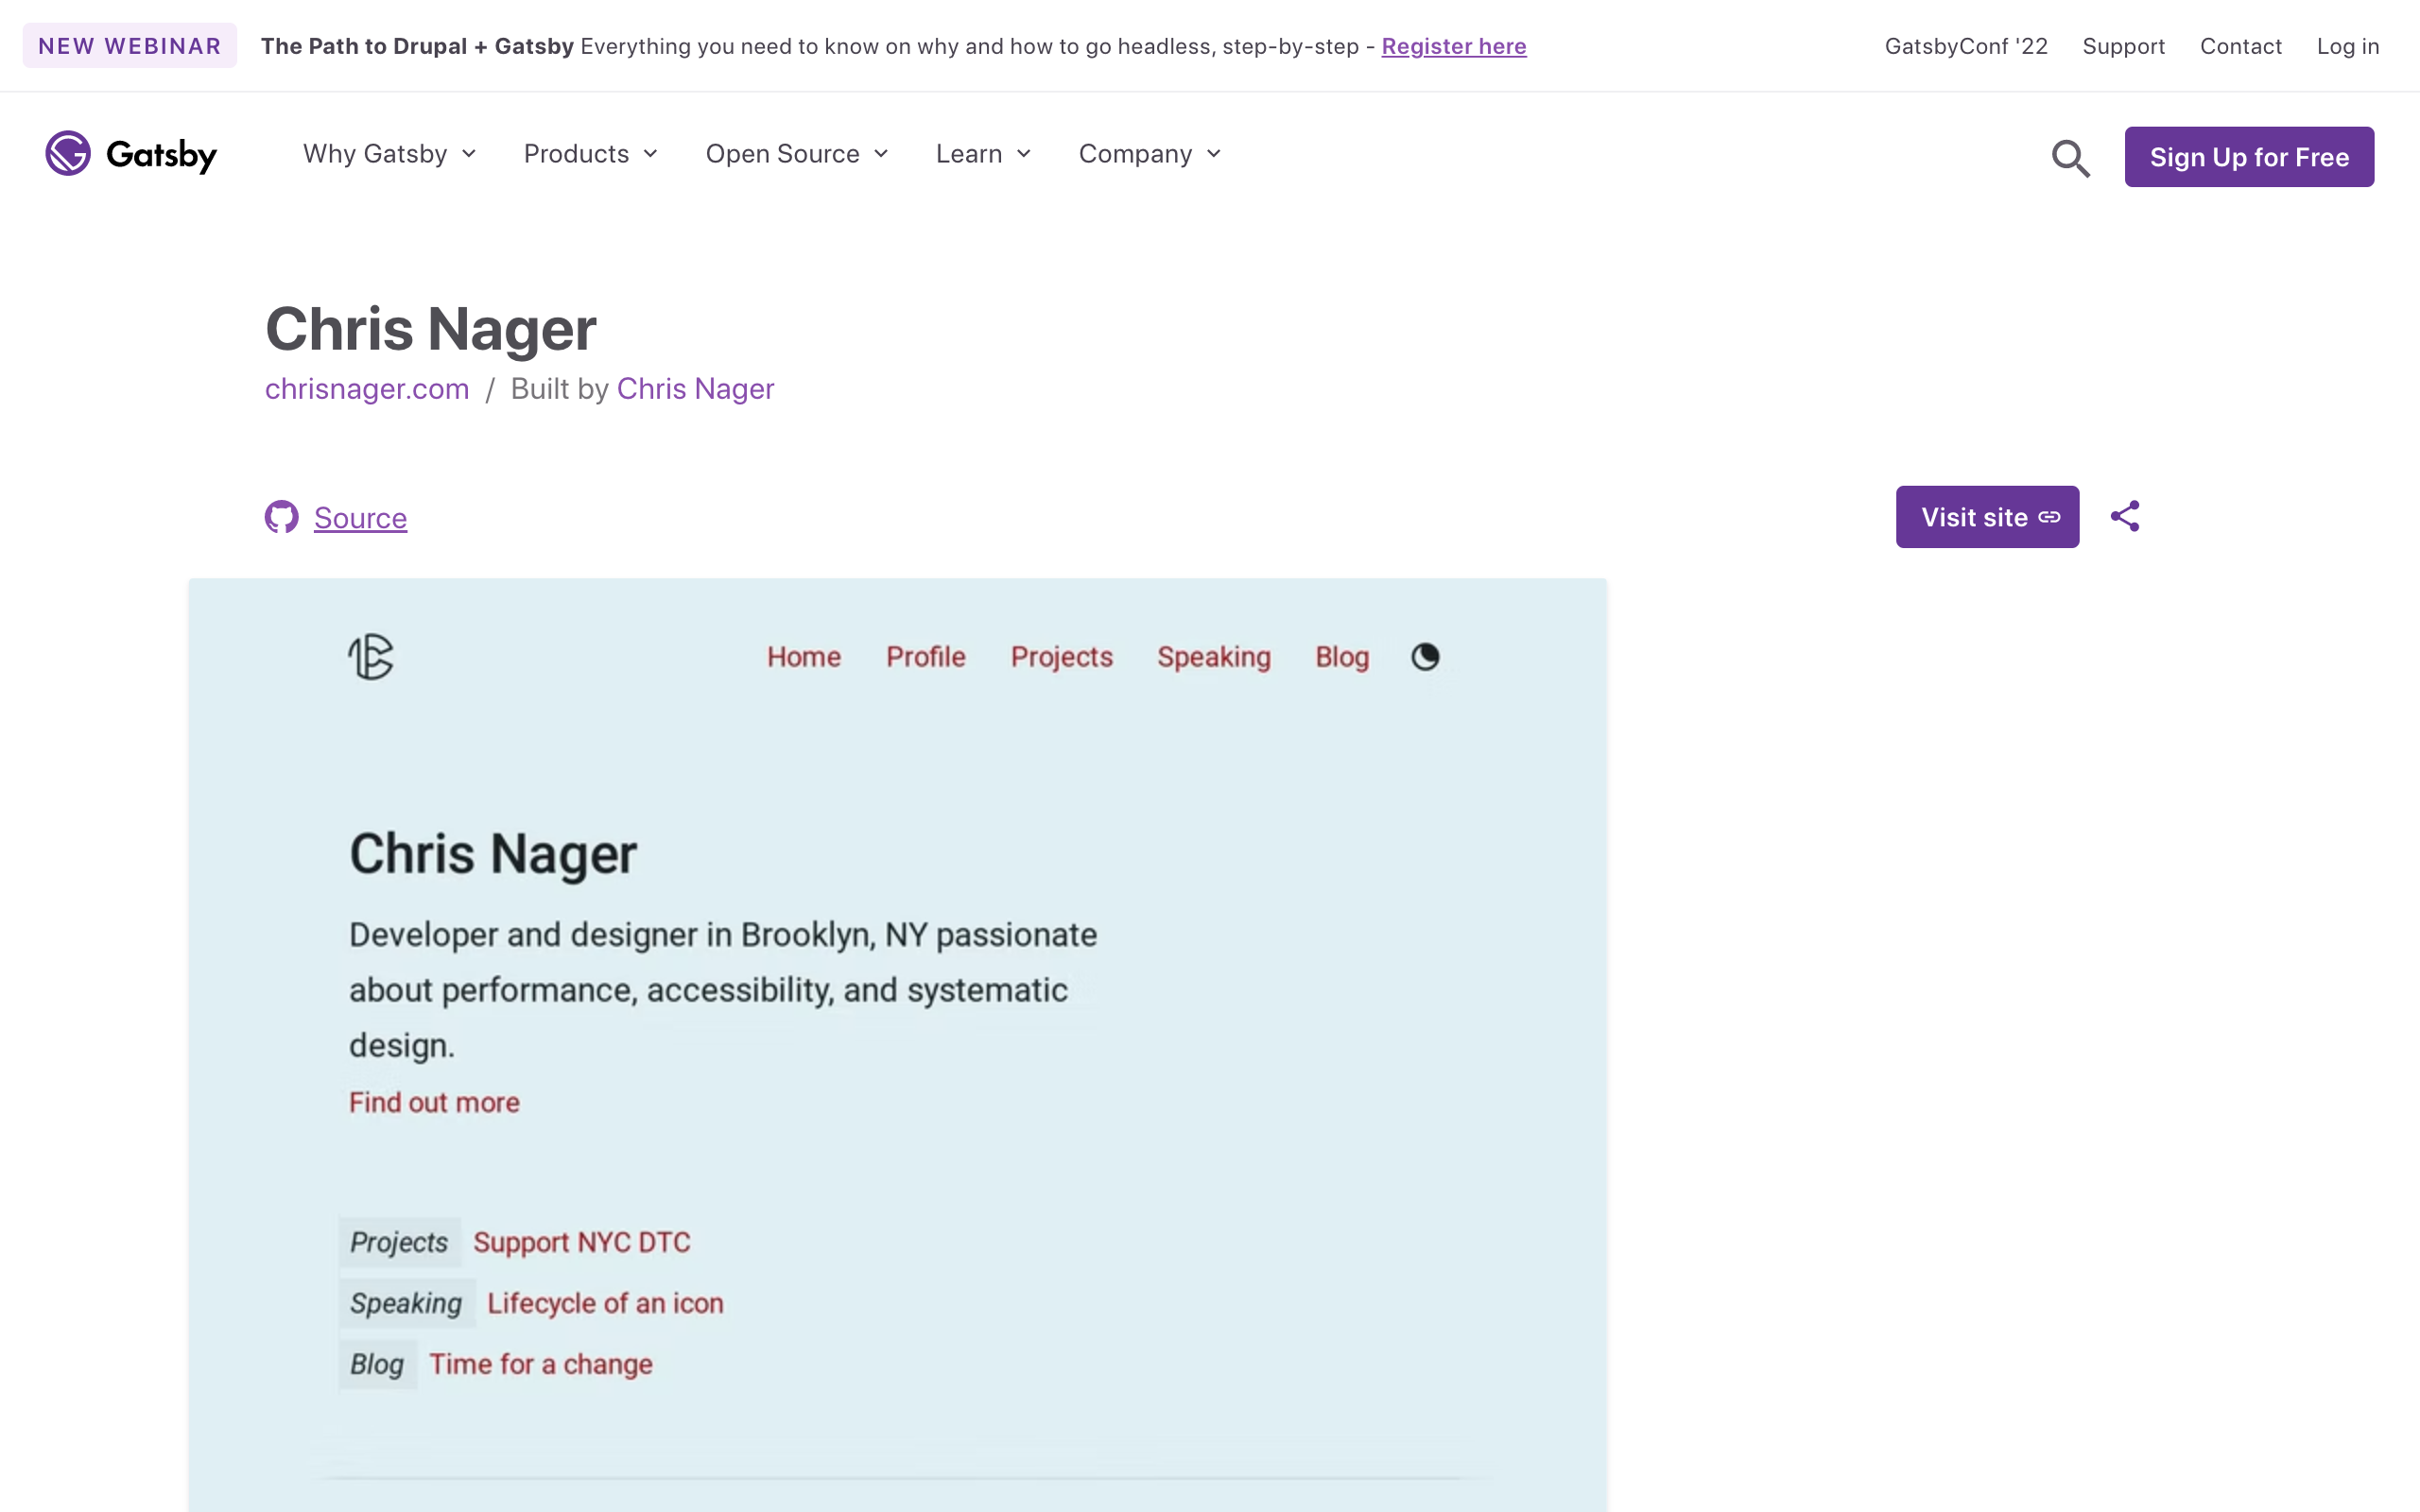 NEW WEBINAR The Path to Drupal + Gatsby Everything you need to know on why and how to go headless, step-by-step - Register here GatsbyConf '22 Support Contact Log in
Gatsby Why Gatsby Products Open Source Learn Company Sign Up for Free
Chris Nager
chrisnager.com / Built by Chris Nager
Source Visit site
Home Profile Projects Speaking Blog
Chris Nager
Developer and designer in Brooklyn, NY passionate
about performance, accessibility, and systematic
design.
Find out more
Projects Support NYC DTC
Speaking Lifecycle of an icon
Blog Time for a change